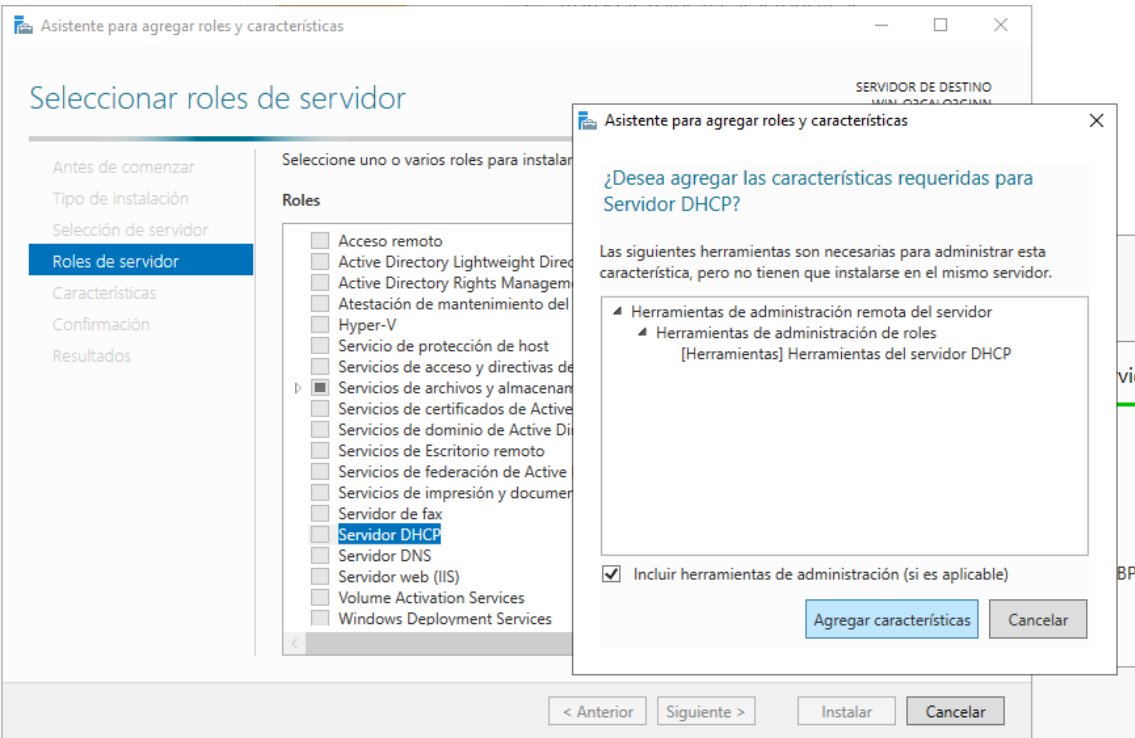 Asistente para agregar roles y características
Seleccionar roles de servidor
SERVIDOR DE DESTINO
Antes de comenzar
Tipo de instalación
Selección de servidor
Roles de servidor
Características
Confirmación
Resultados
Seleccione uno o varios roles para instalar
Roles
Acceso remoto
Active Directory Lightweight Direc
Active Directory Rights Managem
Atestación de mantenimiento del
Hyper-V
Servicio de protección de host
Servicios de acceso y directivas de
Servicios de archivos y almacenam
Servicios de certificados de Active
Servicios de dominio de Active Di
Servicios de Escritorio remoto
Servicios de federación de Active
Servicios de impresión y documen
Servidor de fax
Servidor DHCP
Servidor DNS
Servidor web (IIS)
Volume Activation Services
Windows Deployment Services
< Anterior
Siguiente >
Instalar
Cancelar
Asistente para agregar roles y características
¿Desea agregar las características requeridas para
Servidor DHCP?
Las siguientes herramientas son necesarias para administrar esta
característica, pero no tienen que instalarse en el mismo servidor.
Herramientas de administración remota del servidor
Herramientas de administración de roles
[Herramientas] Herramientas del servidor DHCP
Incluir herramientas de administración (si es aplicable)
Agregar características
Cancelar
BP